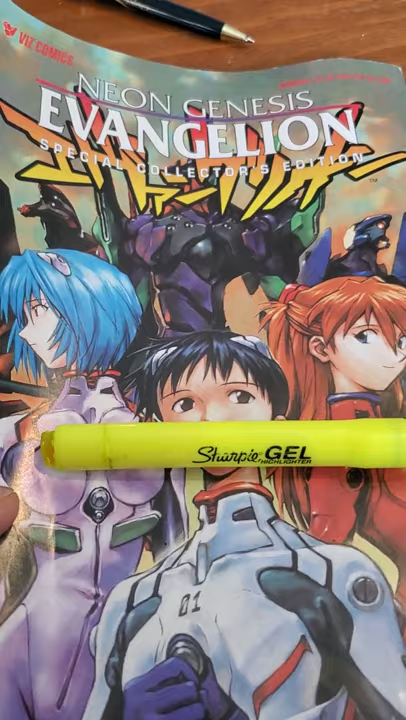 VIZ COMICS
NEON GENESIS
EVANGELION
SPECIAL COLLECTOR'S EDITION
エヴァンゲリオン
TM
Sharpie GEL
HIGHLIGHTER
01